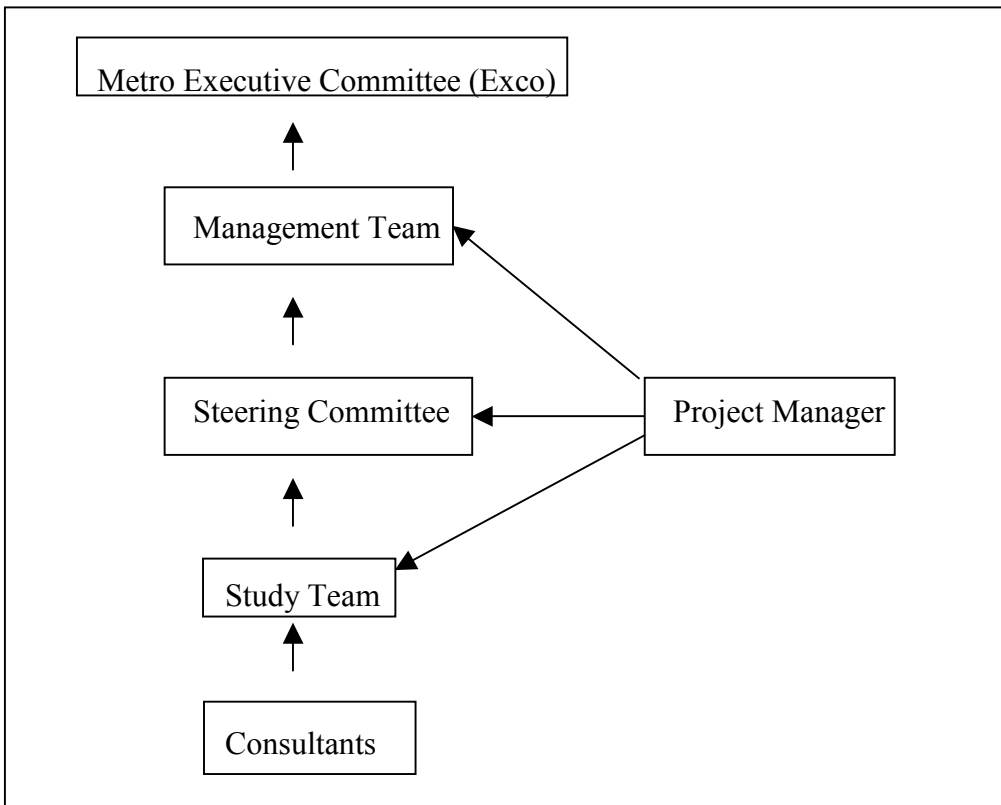 Metro Executive Committee (Exco)
Management Team
Steering Committee
Project Manager
Study Team
Consultants